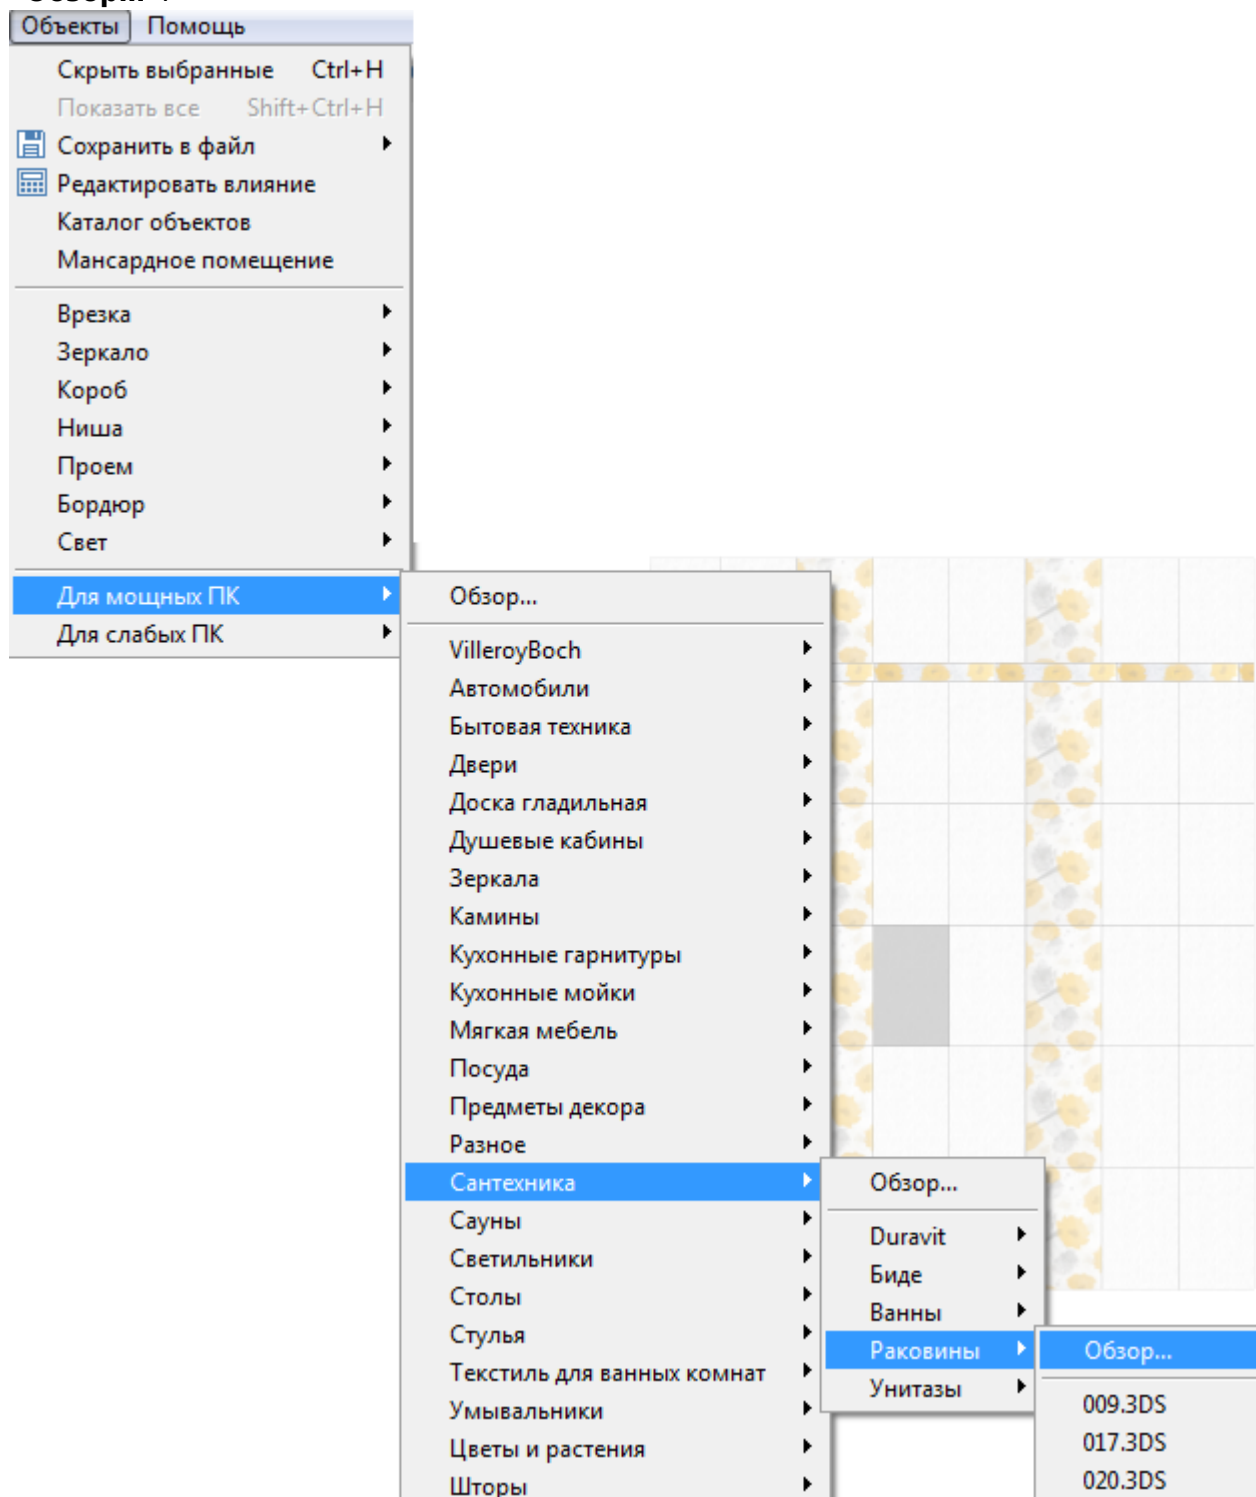 Объекты Помощь
Скрыть выбранные Ctrl+H
Показать все Shift+Ctrl+H
Сохранить в файл
Редактировать влияние
Каталог объектов
Мансардное помещение
Врезка
Зеркало
Короб
Ниша
Проем
Бордюр
Свет
Для мощных ПК
Для слабых ПК
Обзор...
VilleroyBoch
Автомобили
Бытовая техника
Двери
Доска гладильная
Душевые кабины
Зеркала
Камины
Кухонные гарнитуры
Кухонные мойки
Мягкая мебель
Посуда
Предметы декора
Разное
Сантехника
Сауны
Светильники
Столы
Стулья
Текстиль для ванных комнат
Умывальники
Цветы и растения
Шторы
Обзор...
Duravit
Биде
Ванны
Раковины
Унитазы
Обзор...
009.3DS
017.3DS
020.3DS